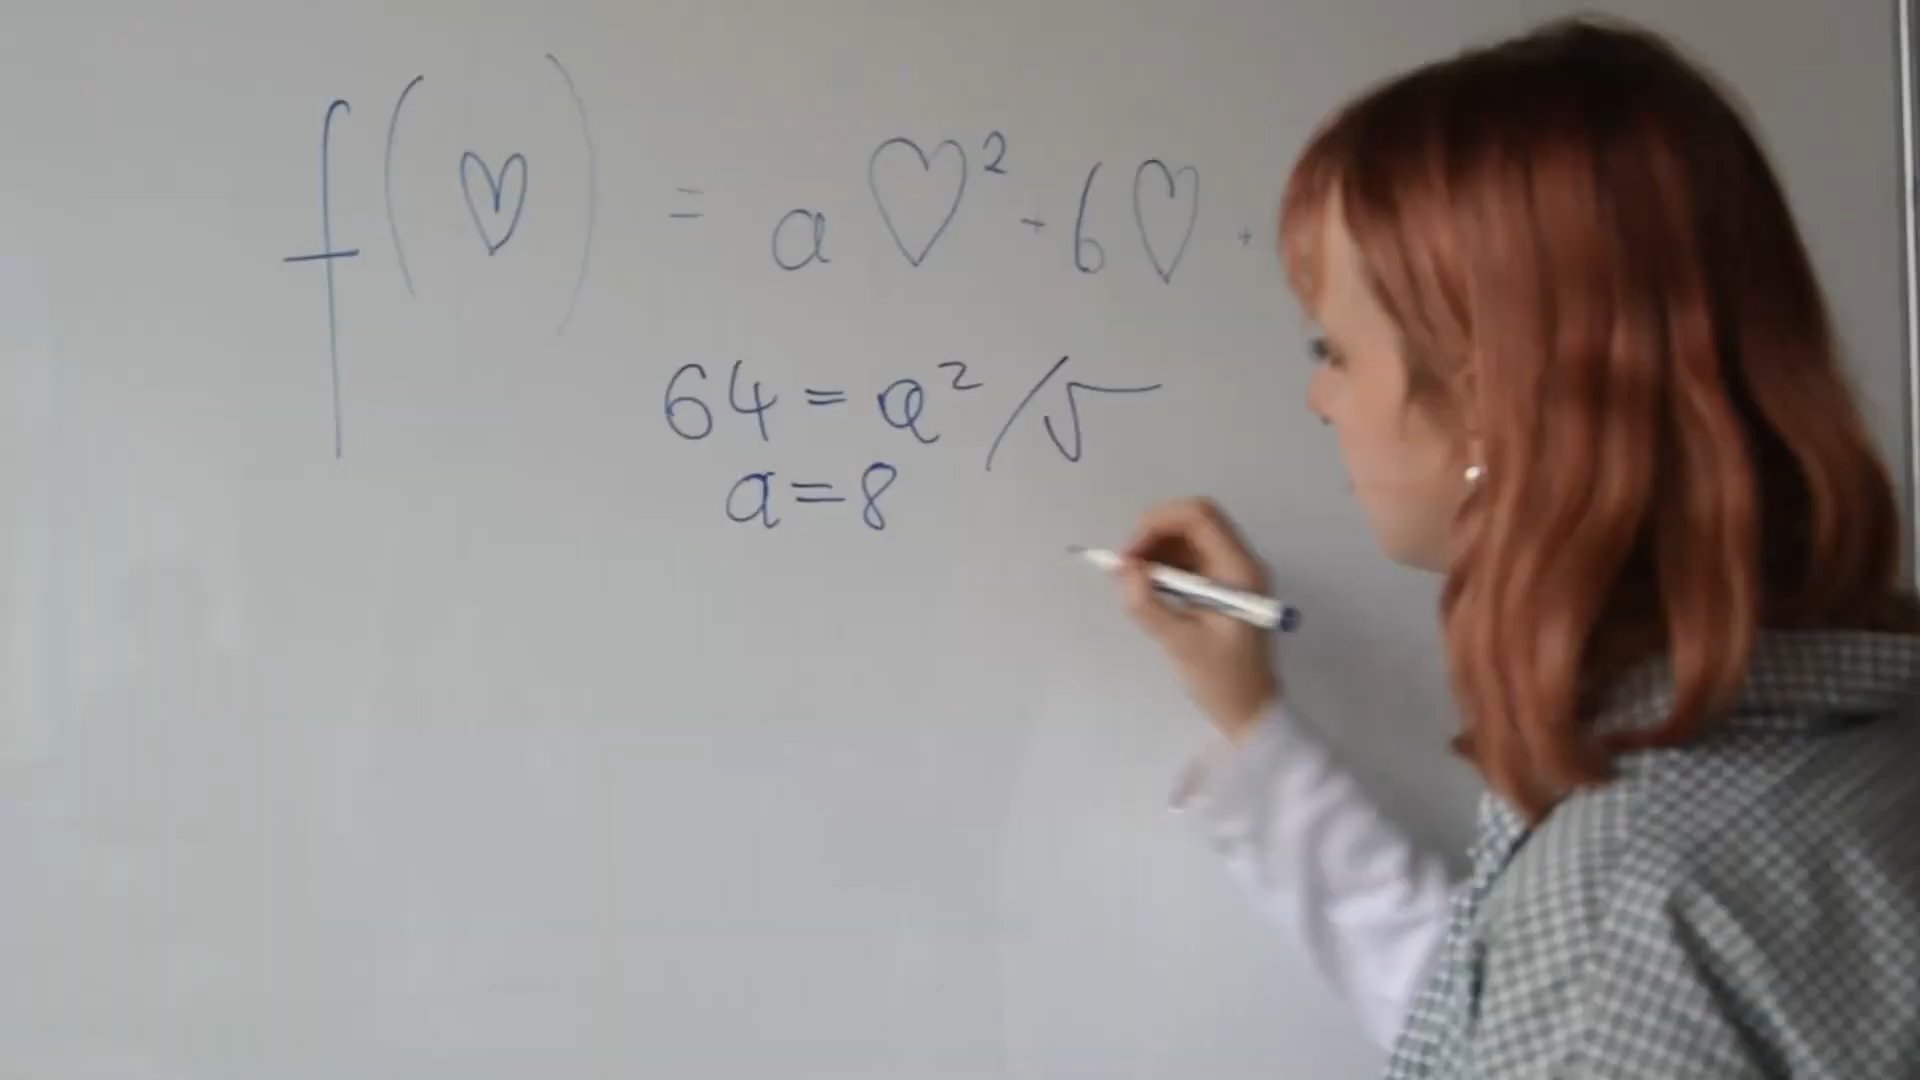 f(♡) = a♡² - 6♡ +
64 = a² /√
a = 8